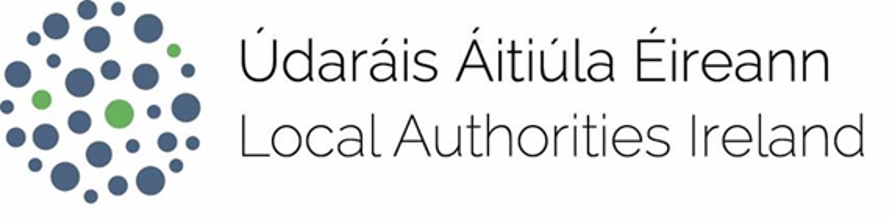 Údaráis Áitiúla Éireann
Local Authorities Ireland